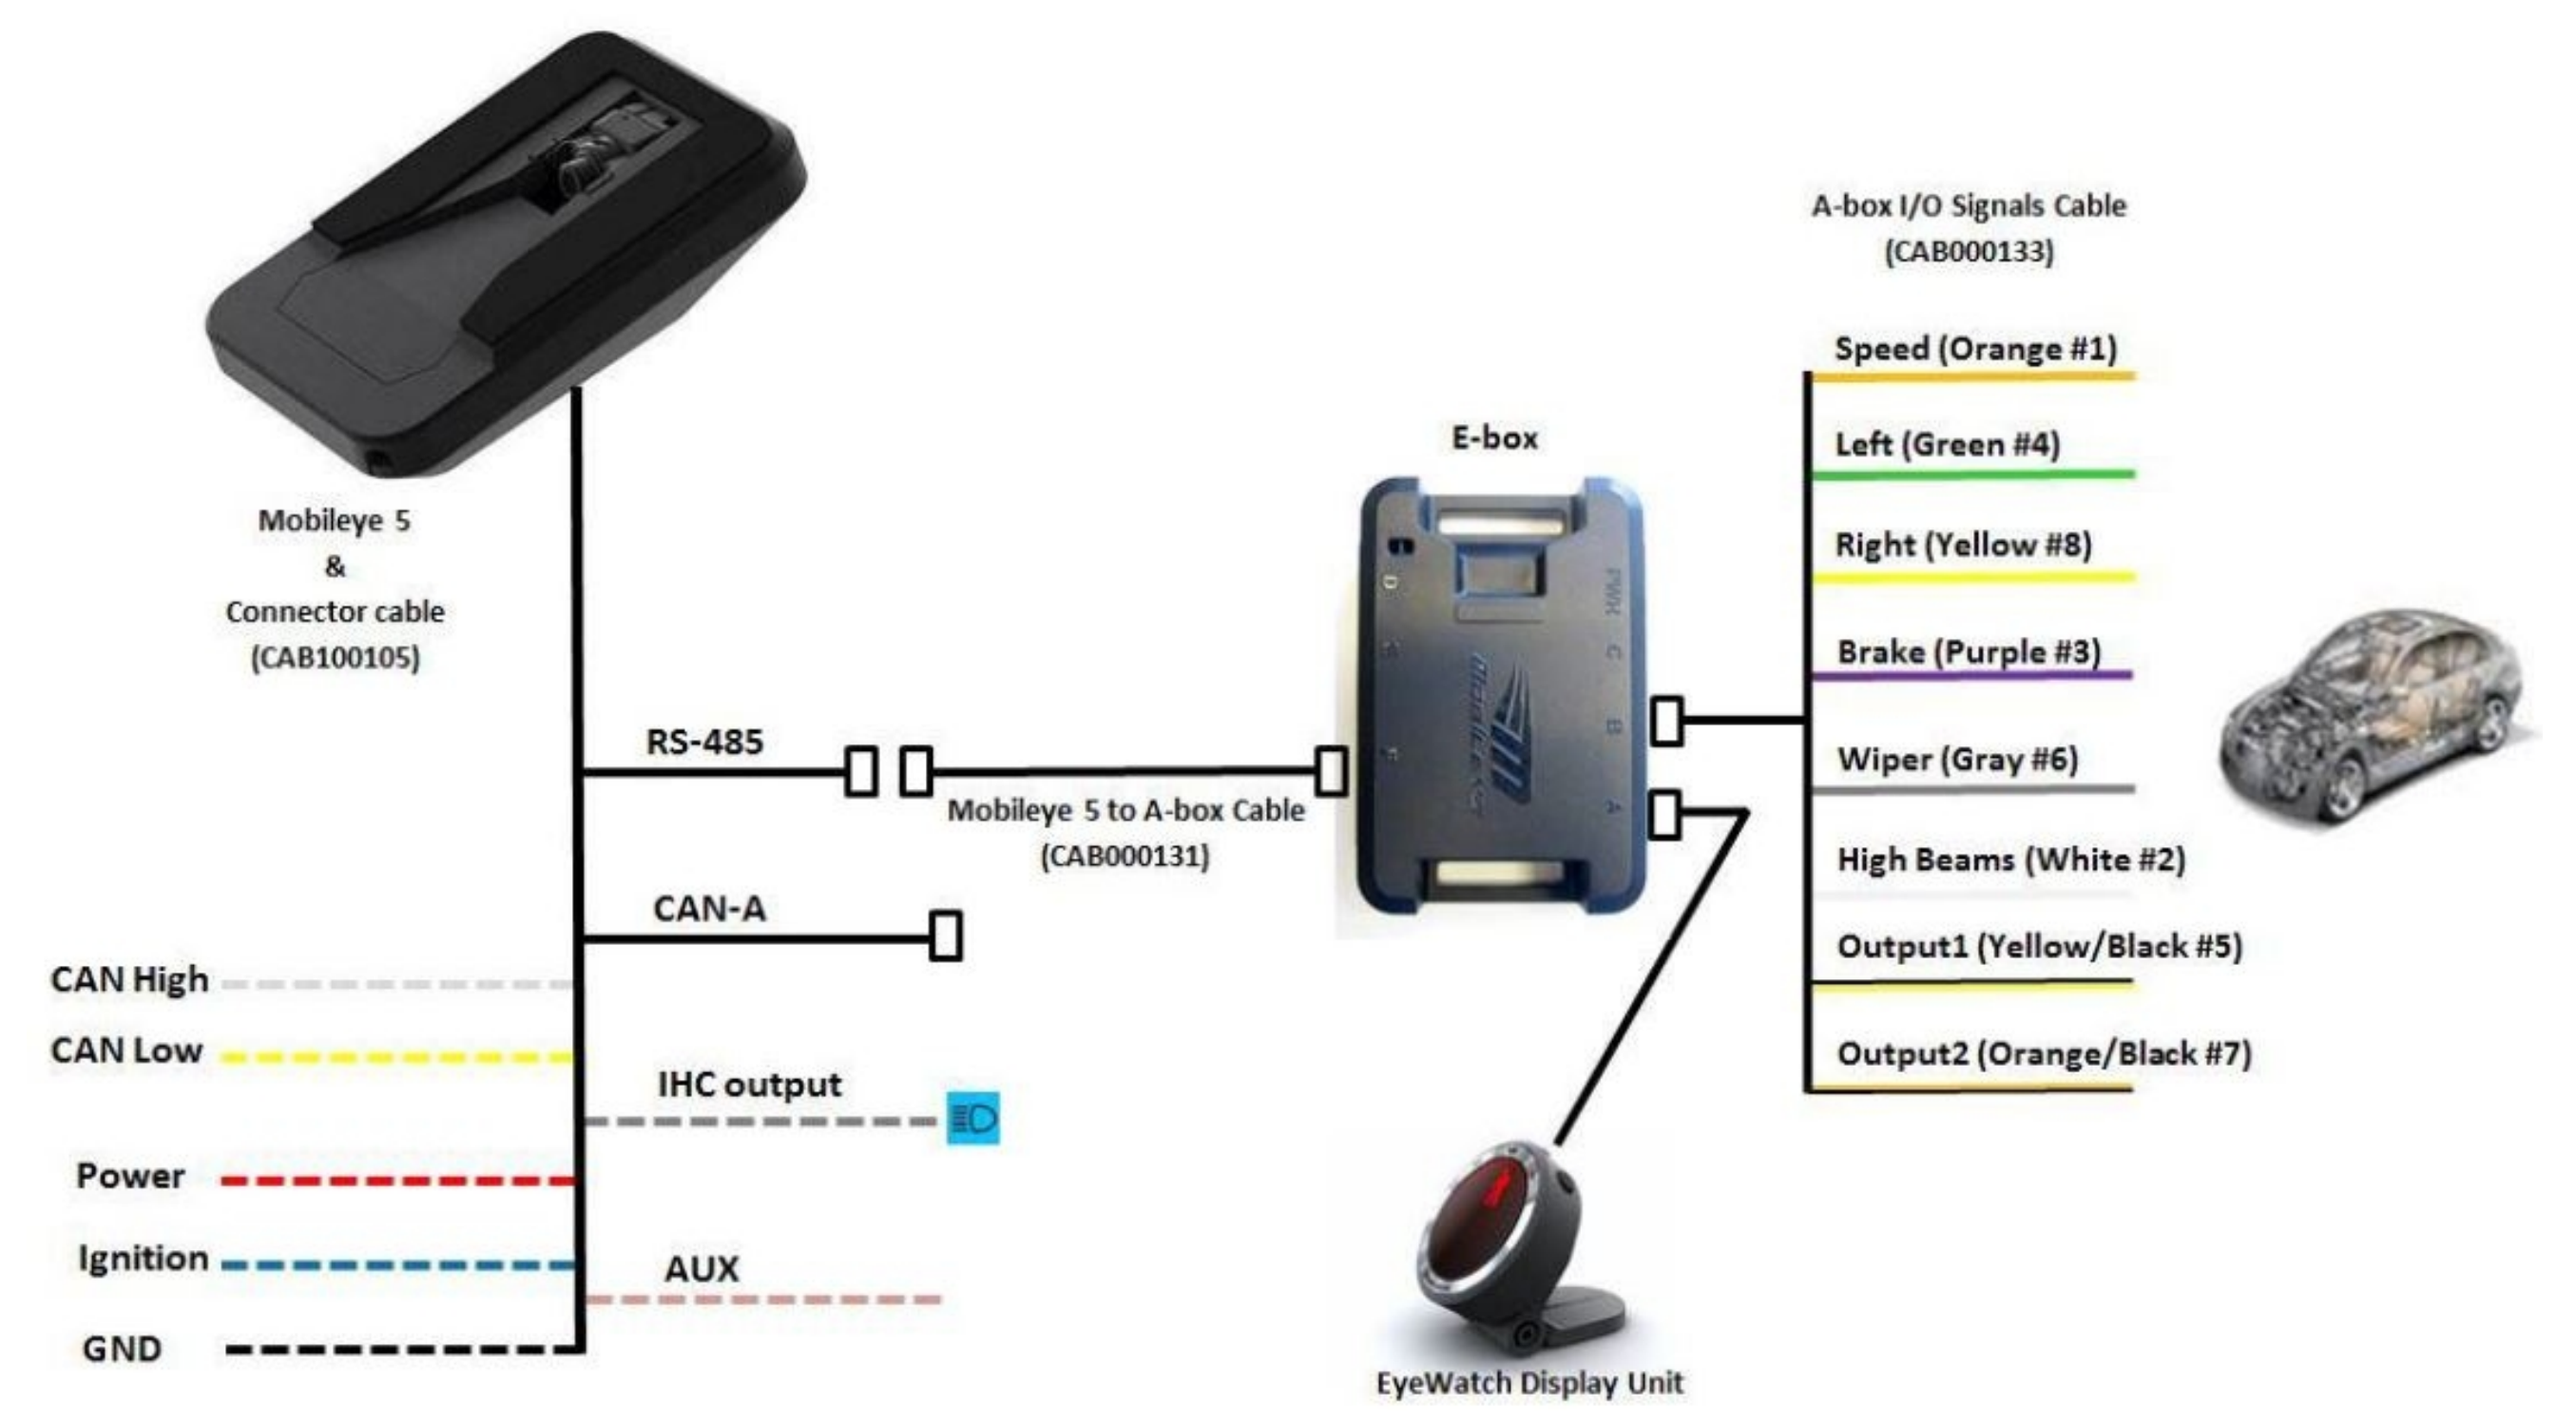 A-box I/O Signals Cable
(CAB000133)
Speed (Orange #1)
Left (Green #4)
Right (Yellow #8)
Brake (Purple #3)
Wiper (Gray #6)
High Beams (White #2)
Output1 (Yellow/Black #5)
Output2 (Orange/Black #7)
E-box
D
PWR
C
B
A
Mobileye 5
&
Connector cable
(CAB100105)
RS-485
Mobileye 5 to A-box Cable
(CAB000131)
CAN-A
CAN High
CAN Low
IHC output
Power
Ignition
AUX
GND
EyeWatch Display Unit